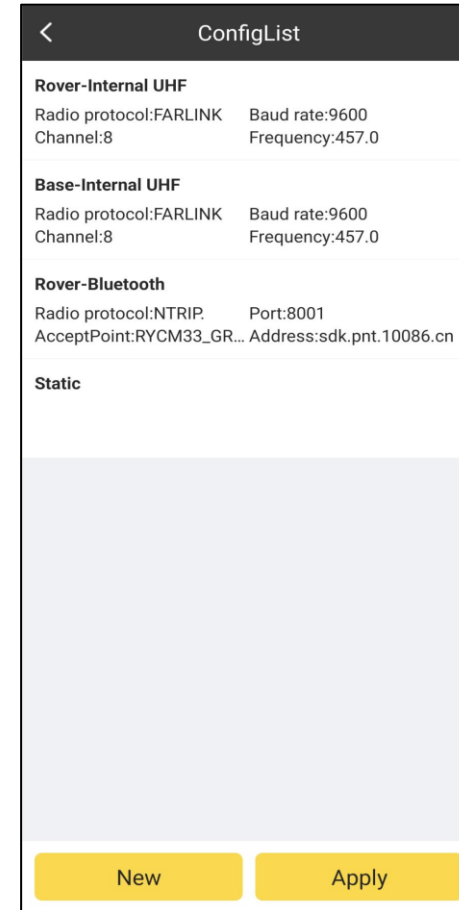 ConfigList
Rover-Internal UHF
Radio protocol:FARLINK Baud rate:9600
Channel:8 Frequency:457.0
Base-Internal UHF
Radio protocol:FARLINK Baud rate:9600
Channel:8 Frequency:457.0
Rover-Bluetooth
Radio protocol:NTRIP. Port:8001
AcceptPoint:RYCM33_GR... Address:sdk.pnt.10086.cn
Static
New Apply